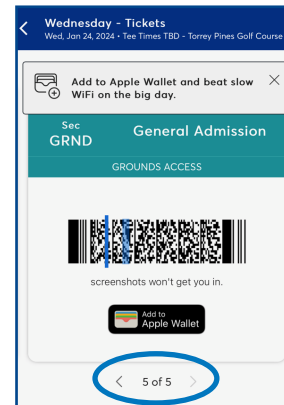 Wednesday - Tickets
Wed, Jan 24, 2024 • Tee Times TBD - Torrey Pines Golf Course
Add to Apple Wallet and beat slow
WiFi on the big day.
Sec
GRND
General Admission
GROUNDS ACCESS
screenshots won't get you in.
Add to
Apple Wallet
5 of 5